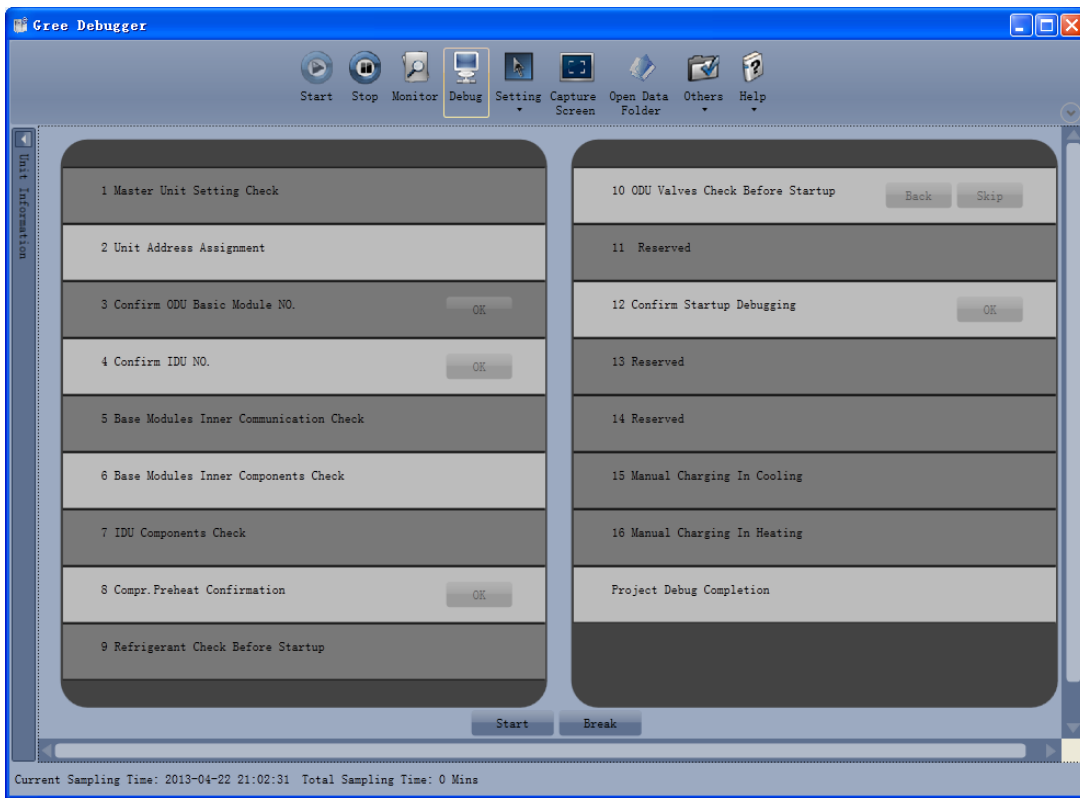 Gree Debugger
Start
Stop
Monitor
Debug
Setting
Capture
Screen
Open Data
Folder
Others
Help
Unit Information
1 Master Unit Setting Check
2 Unit Address Assignment
3 Confirm ODU Basic Module NO.
OK
4 Confirm IDU NO.
OK
5 Base Modules Inner Communication Check
6 Base Modules Inner Components Check
7 IDU Components Check
8 Compr.Preheat Confirmation
OK
9 Refrigerant Check Before Startup
10 ODU Valves Check Before Startup
Back
Skip
11 Reserved
12 Confirm Startup Debugging
OK
13 Reserved
14 Reserved
15 Manual Charging In Cooling
16 Manual Charging In Heating
Project Debug Completion
Start
Break
Current Sampling Time: 2013-04-22 21:02:31 Total Sampling Time: 0 Mins